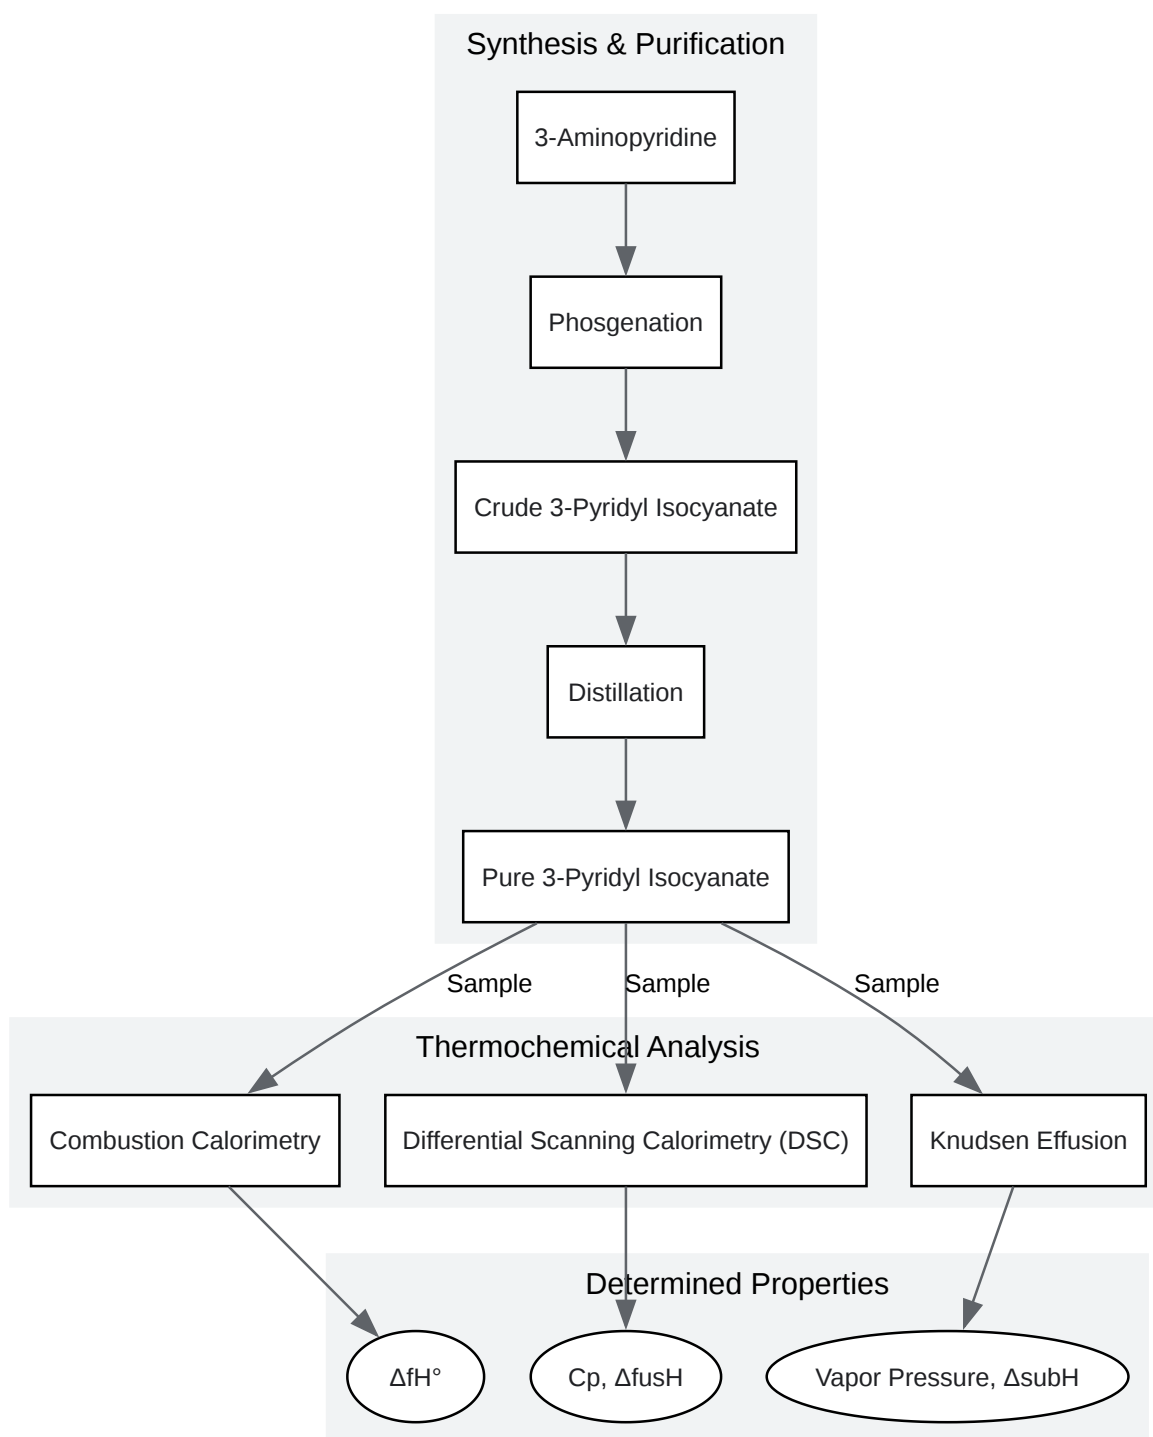 Synthesis & Purification
3-Aminopyridine
Phosgenation
Crude 3-Pyridyl Isocyanate
Distillation
Pure 3-Pyridyl Isocyanate
Sample
Sample
Sample
Thermochemical Analysis
Combustion Calorimetry
Differential Scanning Calorimetry (DSC)
Knudsen Effusion
Determined Properties
ΔfH°
Cp, ΔfusH
Vapor Pressure, ΔsubH